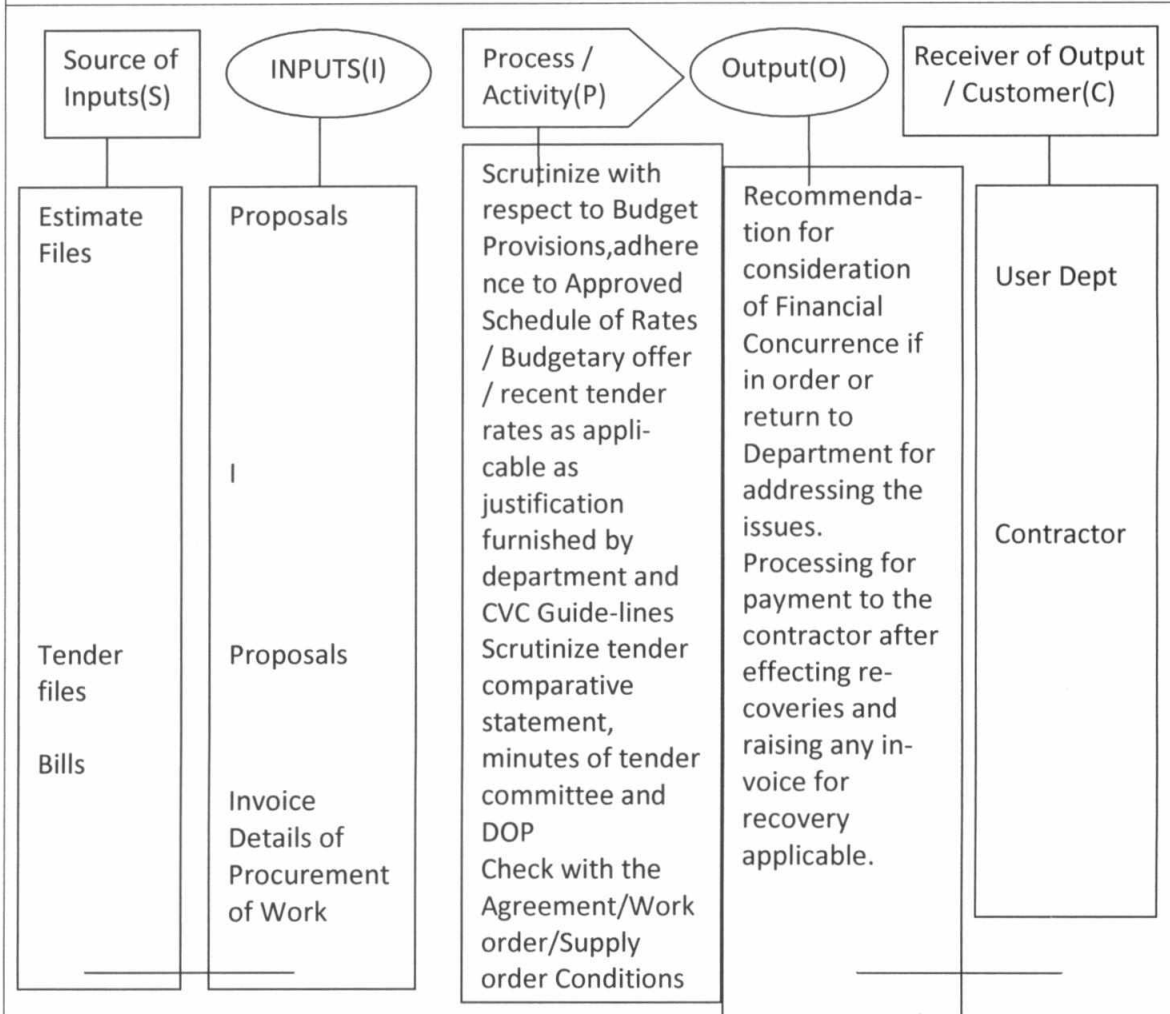 Source of
Inputs(S)
INPUTS(I)
Process /
Activity(P)
Output(O)
Receiver of Output
/ Customer(C)
Estimate
Files
Tender
files
Bills
Proposals
I
Proposals
Invoice
Details of
Procurement
of Work
Scrutinize with
respect to Budget
Provisions,adhere
nce to Approved
Schedule of Rates
/ Budgetary offer
/ recent tender
rates as appli-
cable as
justification
furnished by
department and
CVC Guide-lines
Scrutinize tender
comparative
statement,
minutes of tender
committee and
DOP
Check with the
Agreement/Work
order/Supply
order Conditions
Recommenda-
tion for
consideration
of Financial
Concurrence if
in order or
return to
Department for
addressing the
issues.
Processing for
payment to the
contractor after
effecting re-
coveries and
raising any in-
voice for
recovery
applicable.
User Dept
Contractor